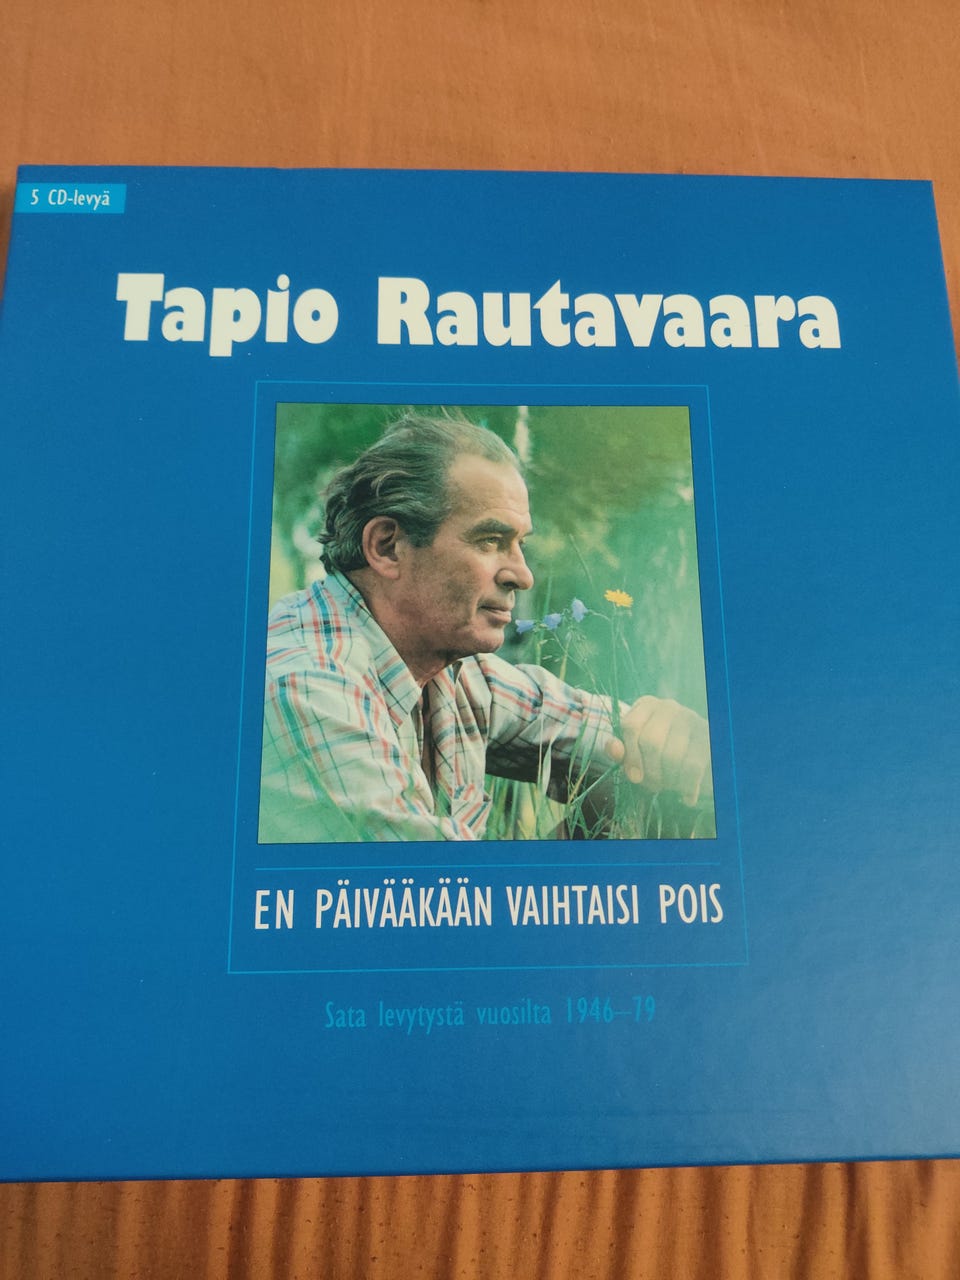 5 CD-levyä
Tapio Rautavaara
EN PÄIVÄÄKÄÄN VAIHTAISI POIS
Sata levytystä vuosilta 1946–79